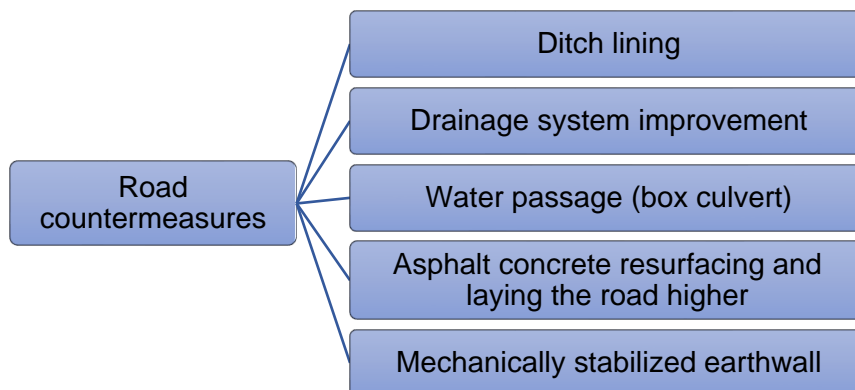 Road
countermeasures
Ditch lining
Drainage system improvement
Water passage (box culvert)
Asphalt concrete resurfacing and
laying the road higher
Mechanically stabilized earthwall